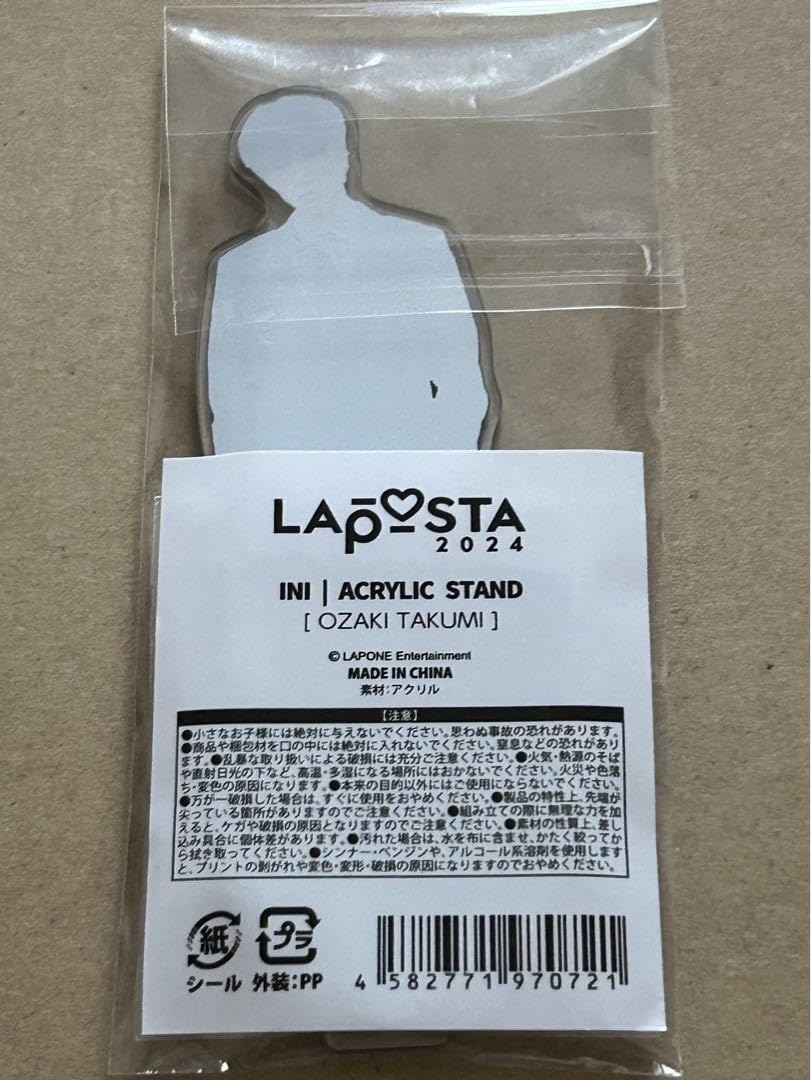 LAPOSTA
2024
INI | ACRYLIC STAND
[ OZAKI TAKUMI ]
© LAPONE Entertainment
MADE IN CHINA
素材:アクリル
【注意】
●小さなお子様には絶対に与えないでください。思わぬ事故の恐れがあります。
●商品や梱包材を口の中には絶対に入れないでください。窒息などの恐れがあり
ます。●乱暴な取り扱いによる破損には充分ご注意ください。●火気・熱源のそば
や直射日光の下など、高温・多湿になる場所にはおかないでください。火災や色落
ち・変色の原因になります。●本来の目的以外にはご使用にならないでください。
●万が一破損した場合は、すぐに使用をおやめください。●製品の特性上、先端が
尖っている箇所がありますのでご注意ください。●組み立ての際に無理な力を加
えると、ケガや破損の原因となりますのでご注意ください。●素材の性質上、差し
込み具合に個体差があります。●汚れた場合は、水を布に含ませ、かたく絞ってか
ら拭き取ってください。●シンナー・ベンジンや、アルコール系溶剤を使用します
と、プリントの剥がれや変色・変形・破損の原因になりますのでおやめください。
紙 プラ
シール 外装:PP
4 582771 970721